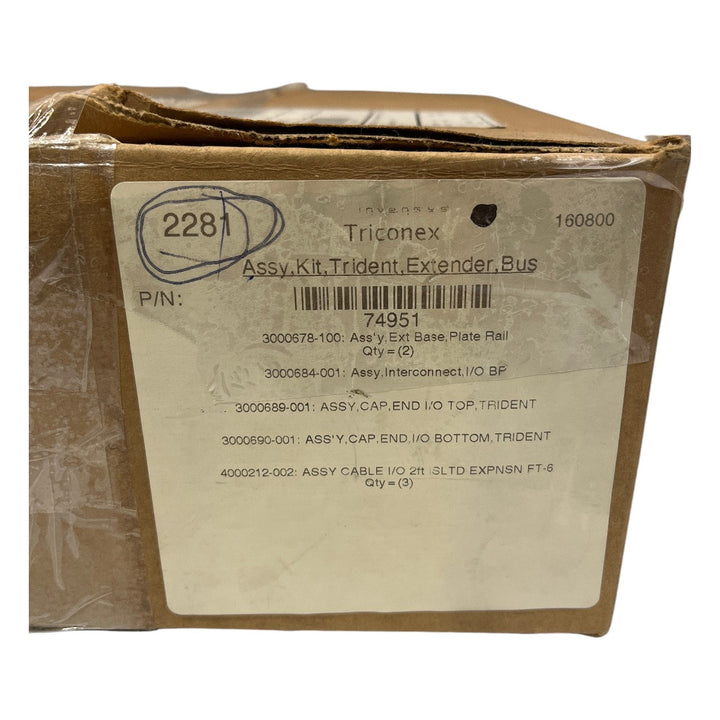 invensys
2281
Triconex
160800
Assy,Kit,Trident,Extender,Bus
P/N:
74951
3000678-100: Ass'y,Ext Base,Plate Rail
Qty=(2)
3000684-001: Assy,Interconnect,I/O BP
3000689-001: ASSY,CAP,END I/O TOP,TRIDENT
3000690-001: ASS'Y,CAP,END,I/O BOTTOM,TRIDENT
4000212-002: ASSY CABLE I/O 2ft ISLTD EXPNSN FT-6
Qty=(3)